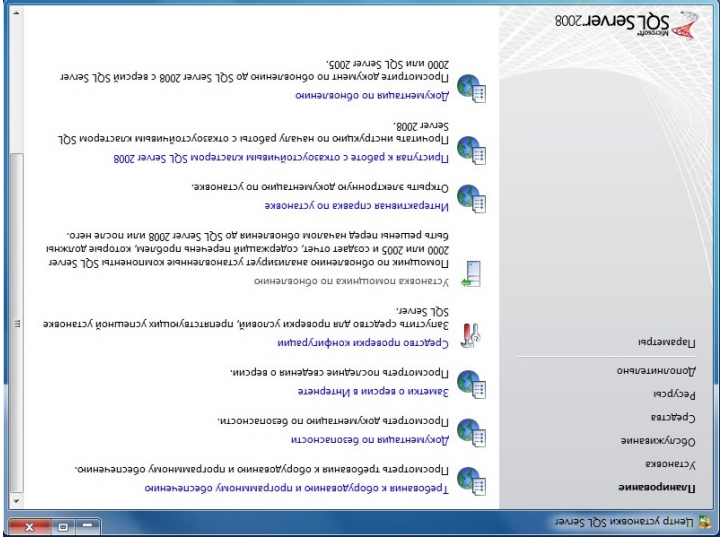 Центр установки SQL Server
Планирование
Установка
Обслуживание
Средства
Ресурсы
Дополнительно
Параметры
Microsoft®
SQL Server®2008
Требования к оборудованию и программному обеспечению
Просмотреть требования к оборудованию и программному обеспечению.
Документация по безопасности
Просмотреть документацию по безопасности.
Заметки о версии в Интернете
Просмотреть последние сведения о версии.
Средство проверки конфигурации
Запустить средство для проверки условий, препятствующих успешной установке
SQL Server.
Установка помощника по обновлению
Помощник по обновлению анализирует установленные компоненты SQL Server
2000 или 2005 и создает отчет, содержащий перечень проблем, которые должны
быть решены перед началом обновления до SQL Server 2008 или после него.
Интерактивная справка по установке
Открыть электронную документацию по установке.
Приступая к работе с отказоустойчивым кластером SQL Server 2008
Прочитать инструкцию по началу работы с отказоустойчивым кластером SQL
Server 2008.
Документация по обновлению
Просмотрите документ по обновлению до SQL Server 2008 с версий SQL Server
2000 или SQL Server 2005.